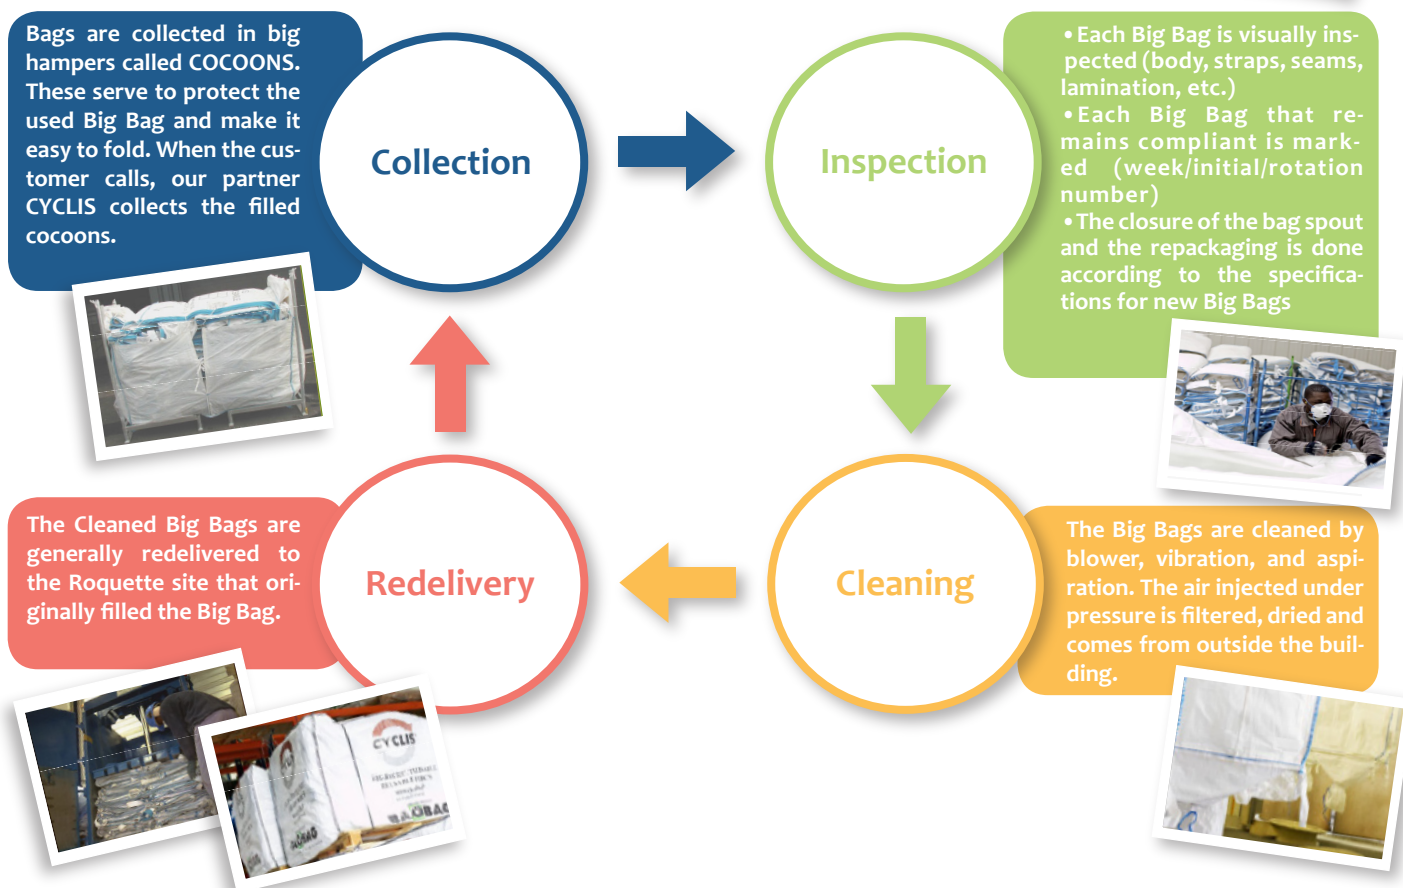 Bags are collected in big
hampers called COCOONS.
These serve to protect the
used Big Bag and make it
easy to fold. When the cus-
tomer calls, our partner
CYCLIS collects the filled
cocoons.
Collection
Inspection
• Each Big Bag is visually ins-
pected (body, straps, seams,
lamination, etc.)
• Each Big Bag that re-
mains compliant is mark-
ed (week/initial/rotation
number)
• The closure of the bag spout
and the repackaging is done
according to the specifica-
tions for new Big Bags
The Cleaned Big Bags are
generally redelivered to
the Roquette site that ori-
ginally filled the Big Bag.
Redelivery
Cleaning
The Big Bags are cleaned by
blower, vibration, and aspi-
ration. The air injected under
pressure is filtered, dried and
comes from outside the buil-
ding.
CYCLIS
BAOBAG